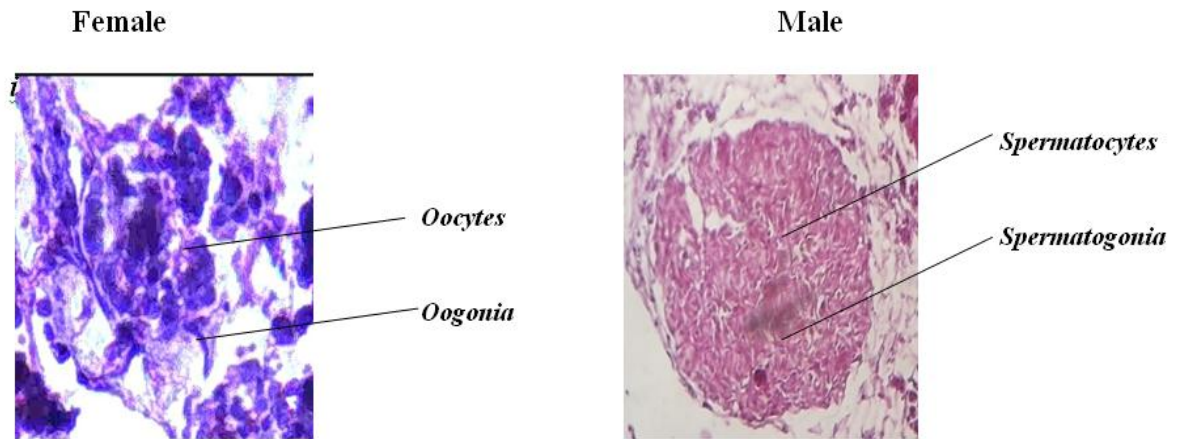 Female
Male
i
Oocytes
Oogonia
Spermatocytes
Spermatogonia